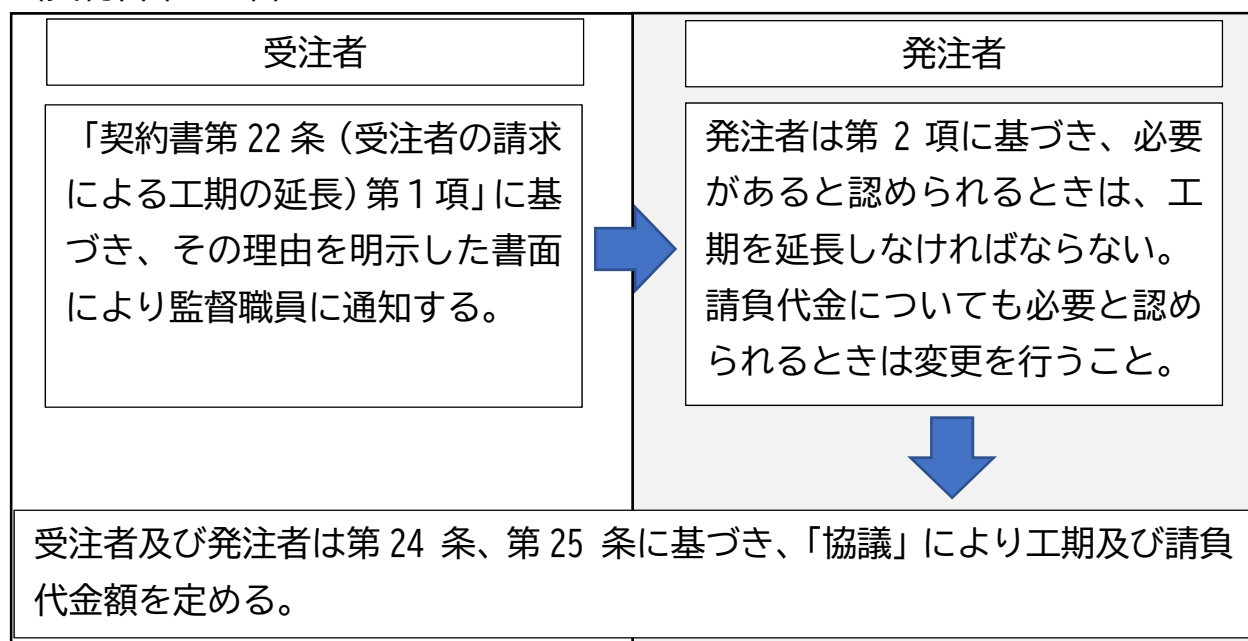 受注者
発注者
「契約書第 22 条（受注者の請求
による工期の延長）第１項」に基
づき、その理由を明示した書面
により監督職員に通知する。
発注者は第 2 項に基づき、必要
があると認められるときは、工
期を延長しなければならない。
請負代金についても必要と認め
られるときは変更を行うこと。
受注者及び発注者は第 24 条、第 25 条に基づき、「協議」により工期及び請負
代金額を定める。